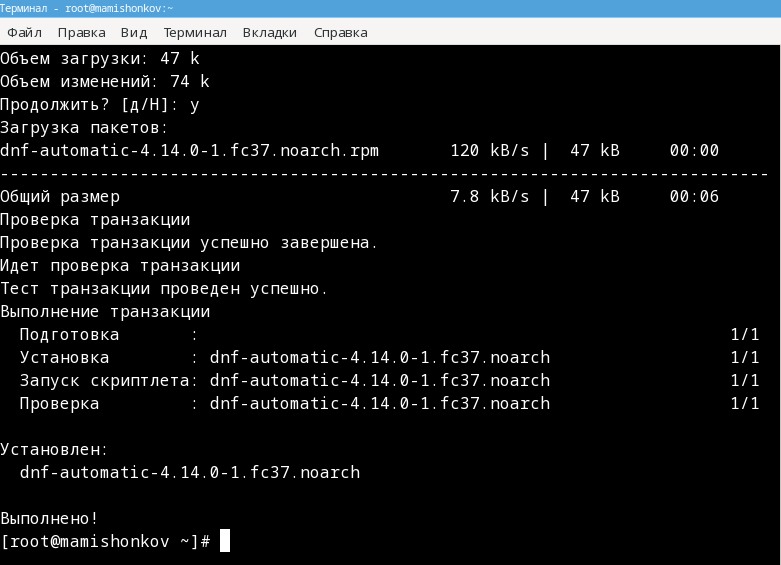 Терминал - root@mamishonkov:~
Файл Правка Вид Терминал Вкладки Справка
Объем загрузки: 47 k
Объем изменений: 74 k
Продолжить? [д/Н]: y
Загрузка пакетов:
dnf-automatic-4.14.0-1.fc37.noarch.rpm       120 kB/s |  47 kB     00:00
-----------------------------------------------------------------------------
Общий размер                                 7.8 kB/s |  47 kB     00:06
Проверка транзакции
Проверка транзакции успешно завершена.
Идет проверка транзакции
Тест транзакции проведен успешно.
Выполнение транзакции
  Подготовка       :                                                     1/1
  Установка        : dnf-automatic-4.14.0-1.fc37.noarch                  1/1
  Запуск скриптлета: dnf-automatic-4.14.0-1.fc37.noarch                  1/1
  Проверка         : dnf-automatic-4.14.0-1.fc37.noarch                  1/1
Установлен:
  dnf-automatic-4.14.0-1.fc37.noarch
Выполнено!
[root@mamishonkov ~]#